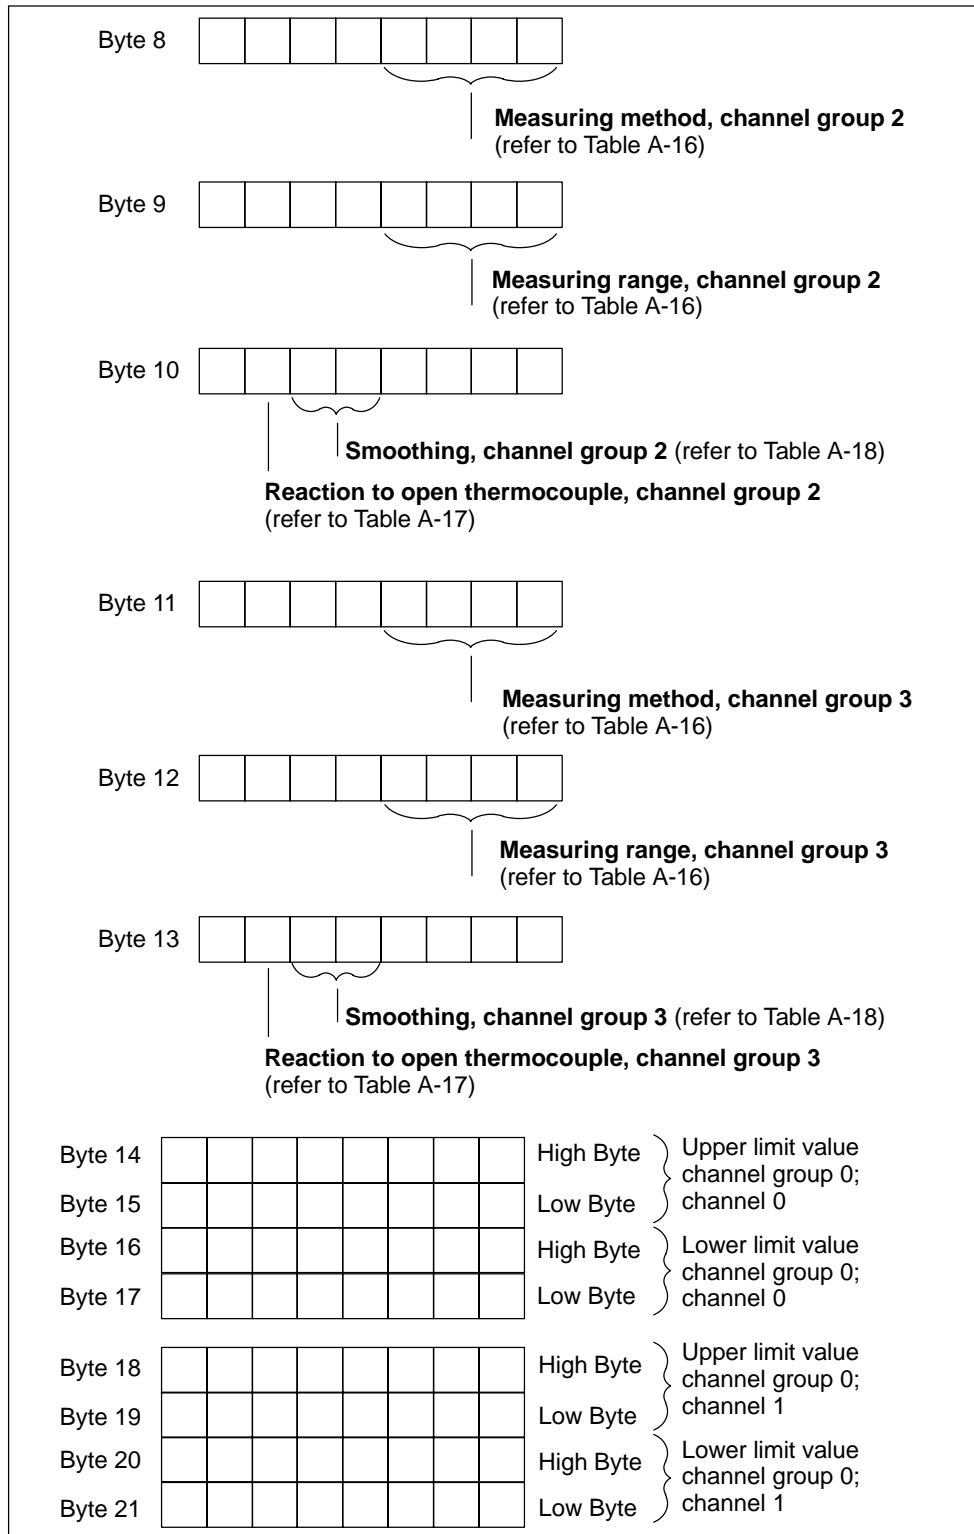 Byte 8
Measuring method, channel group 2
(refer to Table A-16)
Byte 9
Measuring range, channel group 2
(refer to Table A-16)
Byte 10
Smoothing, channel group 2 (refer to Table A-18)
Reaction to open thermocouple, channel group 2
(refer to Table A-17)
Byte 11
Measuring method, channel group 3
(refer to Table A-16)
Byte 12
Measuring range, channel group 3
(refer to Table A-16)
Byte 13
Smoothing, channel group 3 (refer to Table A-18)
Reaction to open thermocouple, channel group 3
(refer to Table A-17)
Byte 14 High Byte
Byte 15 Low Byte
Upper limit value
channel group 0;
channel 0
Byte 16 High Byte
Byte 17 Low Byte
Lower limit value
channel group 0;
channel 0
Byte 18 High Byte
Byte 19 Low Byte
Upper limit value
channel group 0;
channel 1
Byte 20 High Byte
Byte 21 Low Byte
Lower limit value
channel group 0;
channel 1